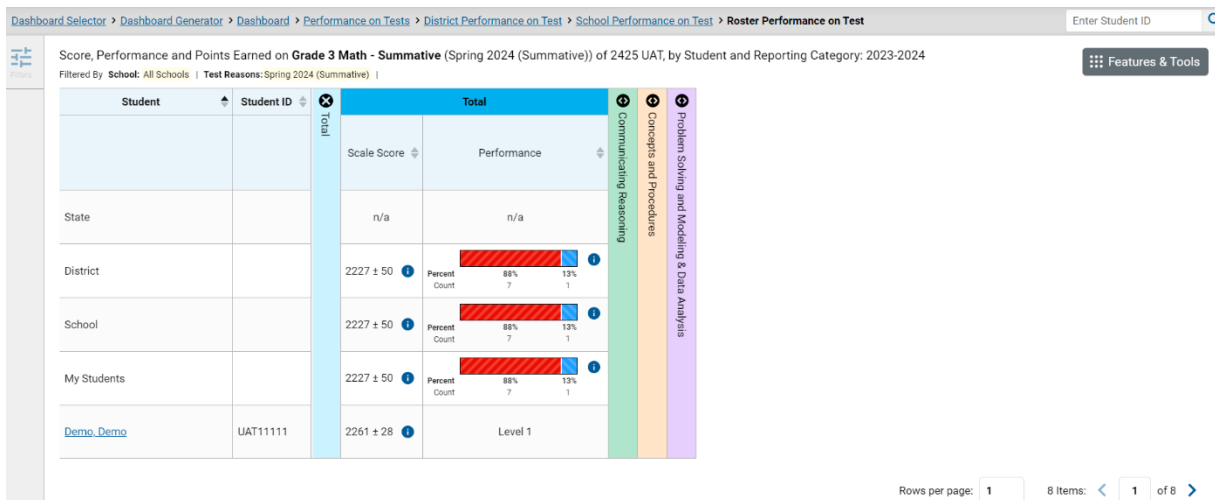 Dashboard Selector > Dashboard Generator > Dashboard > Performance on Tests > District Performance on Test > School Performance on Test > Roster Performance on Test
Enter Student ID
Filters
Score, Performance and Points Earned on Grade 3 Math - Summative (Spring 2024 (Summative)) of 2425 UAT, by Student and Reporting Category: 2023-2024
Features & Tools
Filtered By School: All Schools | Test Reasons: Spring 2024 (Summative) |
Student Student ID Total Total Communicating Reasoning Concepts and Procedures Problem Solving and Modeling & Data Analysis
Scale Score Performance
State n/a n/a
District 2227 ± 50
Percent 88% 13%
Count 7 1
School 2227 ± 50
Percent 88% 13%
Count 7 1
My Students 2227 ± 50
Percent 88% 13%
Count 7 1
Demo, Demo UAT11111 2261 ± 28 Level 1
Rows per page: 1 8 Items: 1 of 8